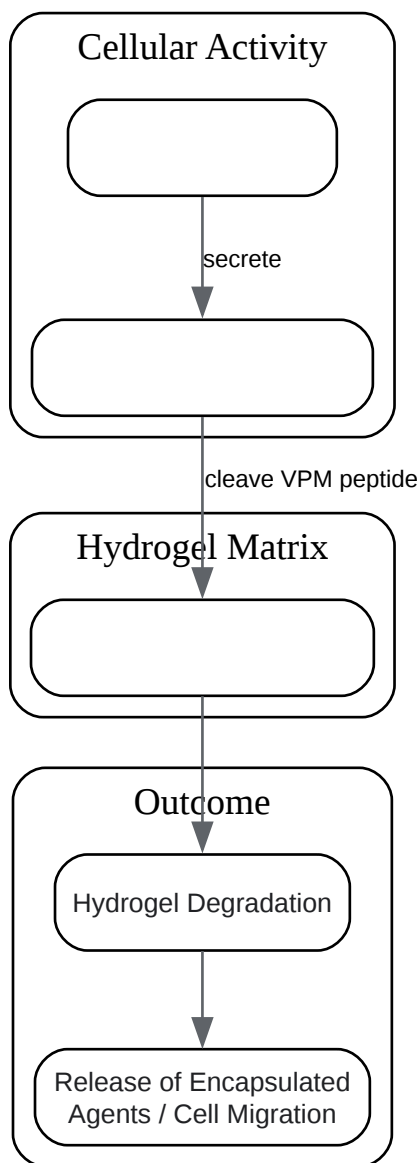 Cellular Activity
secrete
cleave VPM peptide
Hydrogel Matrix
Outcome
Hydrogel Degradation
Release of Encapsulated
Agents / Cell Migration